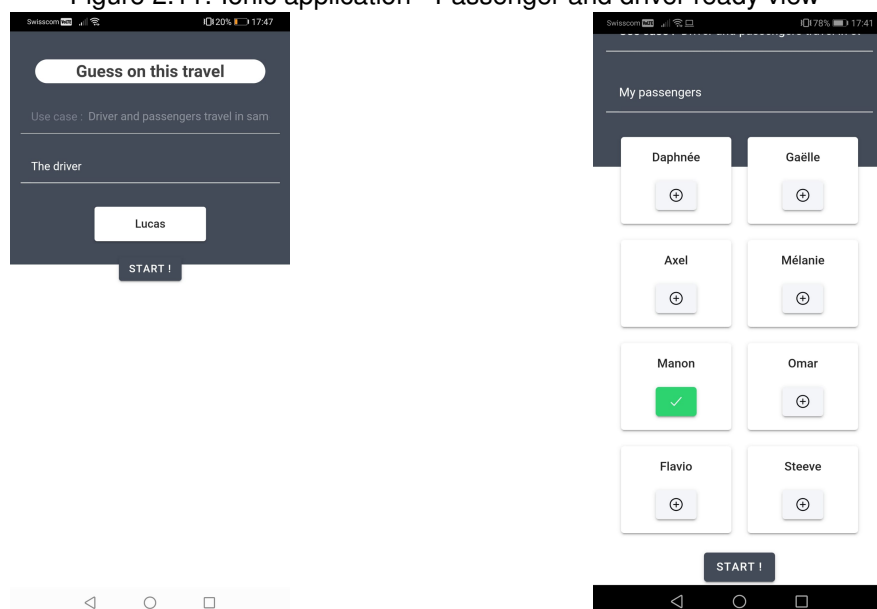 Figure 2.11: Ionic application - Passenger and driver ready view
Swisscom 20% 17:47
Guess on this travel
Use case : Driver and passengers travel in sam
The driver
Lucas
START !
Swisscom 78% 17:41
My passengers
Daphnée Gaëlle
Axel Mélanie
Manon Omar
Flavio Steeve
START !